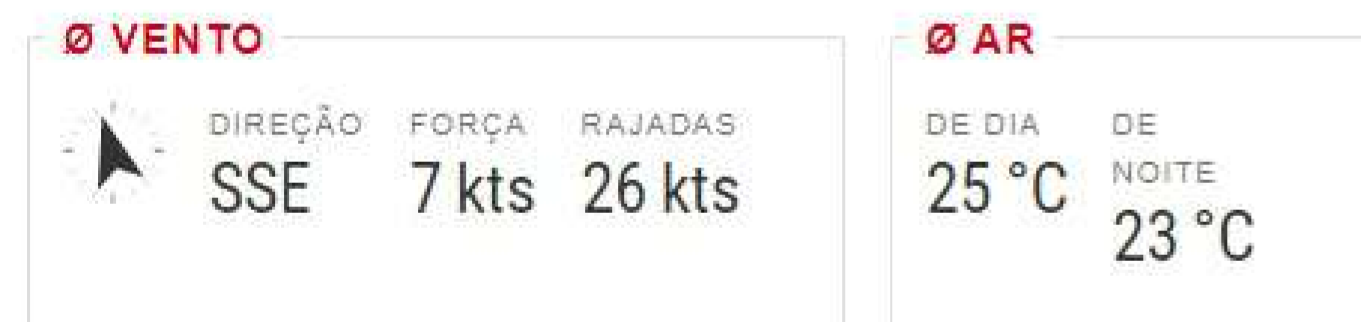 Ø VENTO
DIREÇÃO FORÇA RAJADAS
SSE 7 kts 26 kts
Ø AR
DE DIA DE
NOITE
25 °C
23 °C